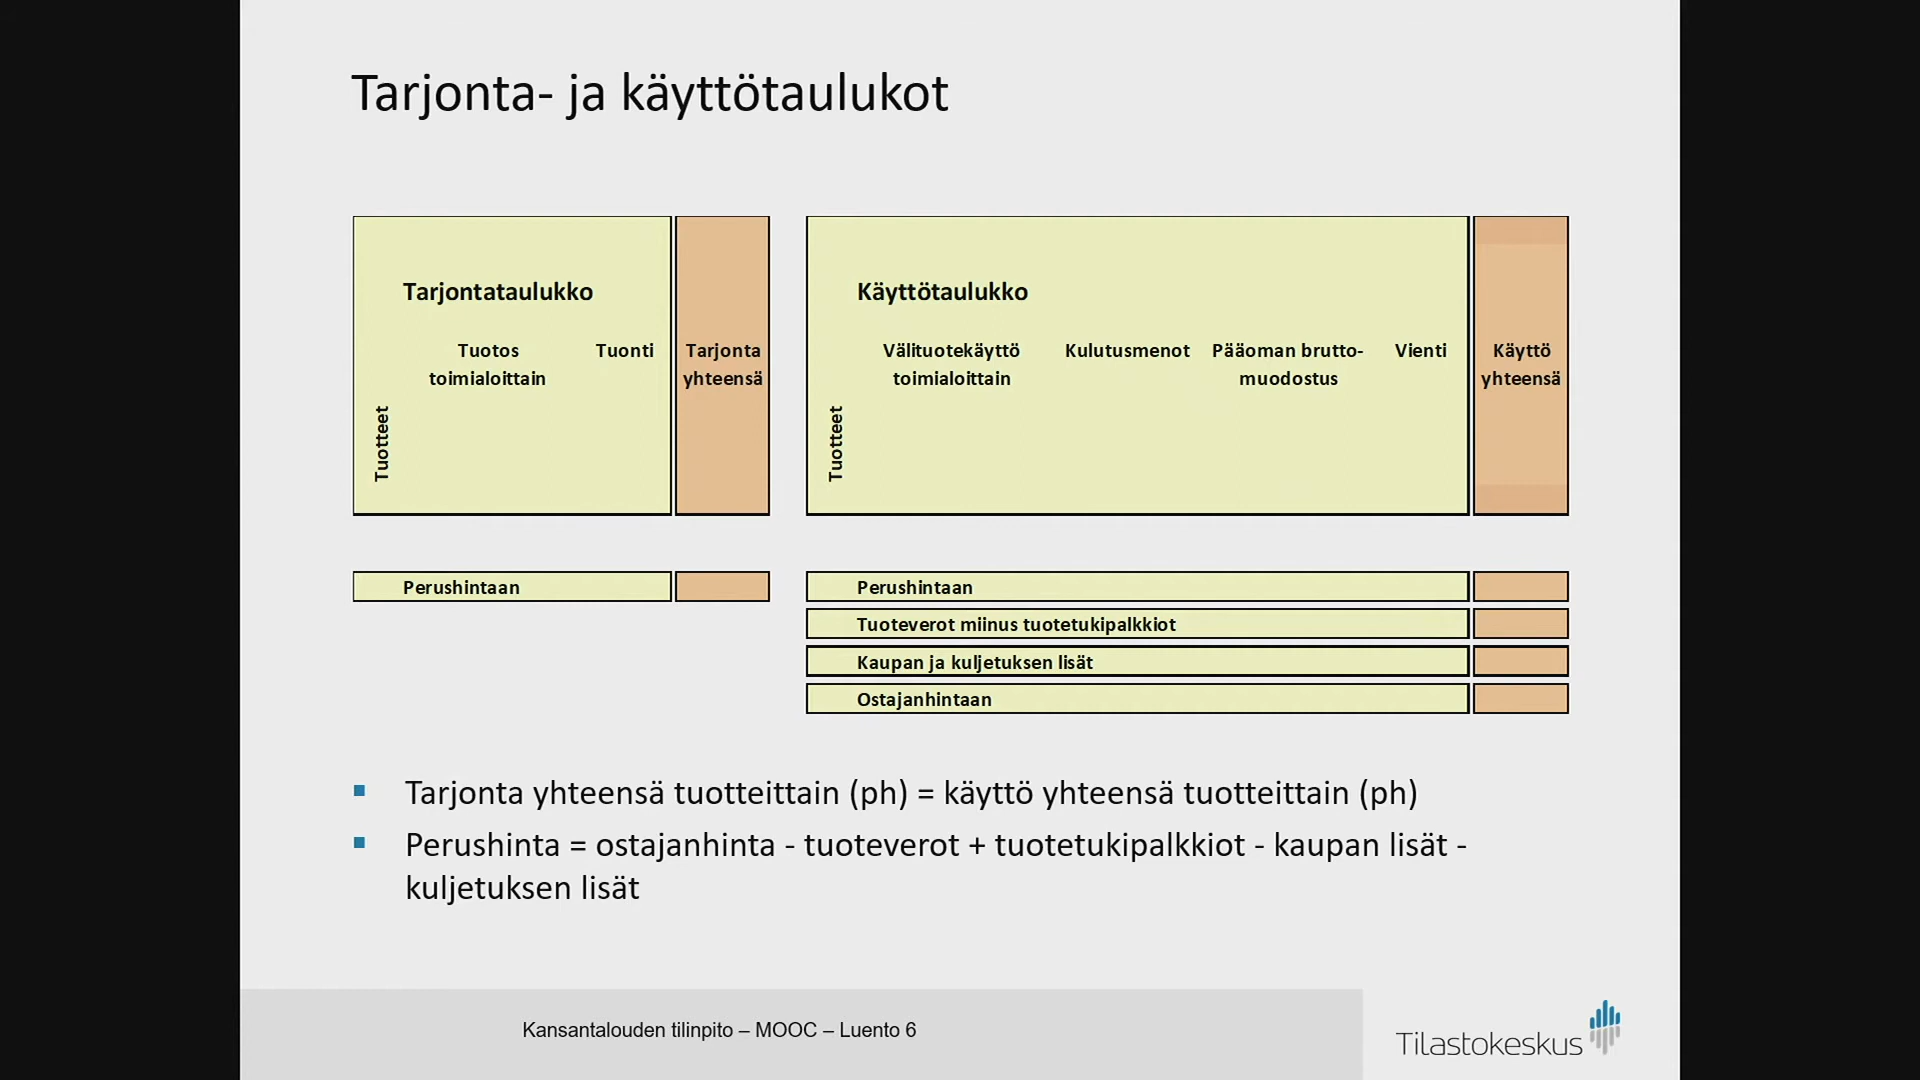 Tarjonta- ja käyttötaulukot
Tarjontataulukko
Tuotos toimialoittain
Tuonti
Tarjonta yhteensä
Tuotteet
Käyttötaulukko
Välituotekäyttö toimialoittain
Kulutusmenot
Pääoman brutto-
muodostus
Vienti
Käyttö yhteensä
Tuotteet
Perushintaan
Perushintaan
Tuoteverot miinus tuotetukipalkkiot
Kaupan ja kuljetuksen lisät
Ostajanhintaan
Tarjonta yhteensä tuotteittain (ph) = käyttö yhteensä tuotteittain (ph)
Perushinta = ostajanhinta - tuoteverot + tuotetukipalkkiot - kaupan lisät -
kuljetuksen lisät
Kansantalouden tilinpito – MOOC – Luento 6
Tilastokeskus